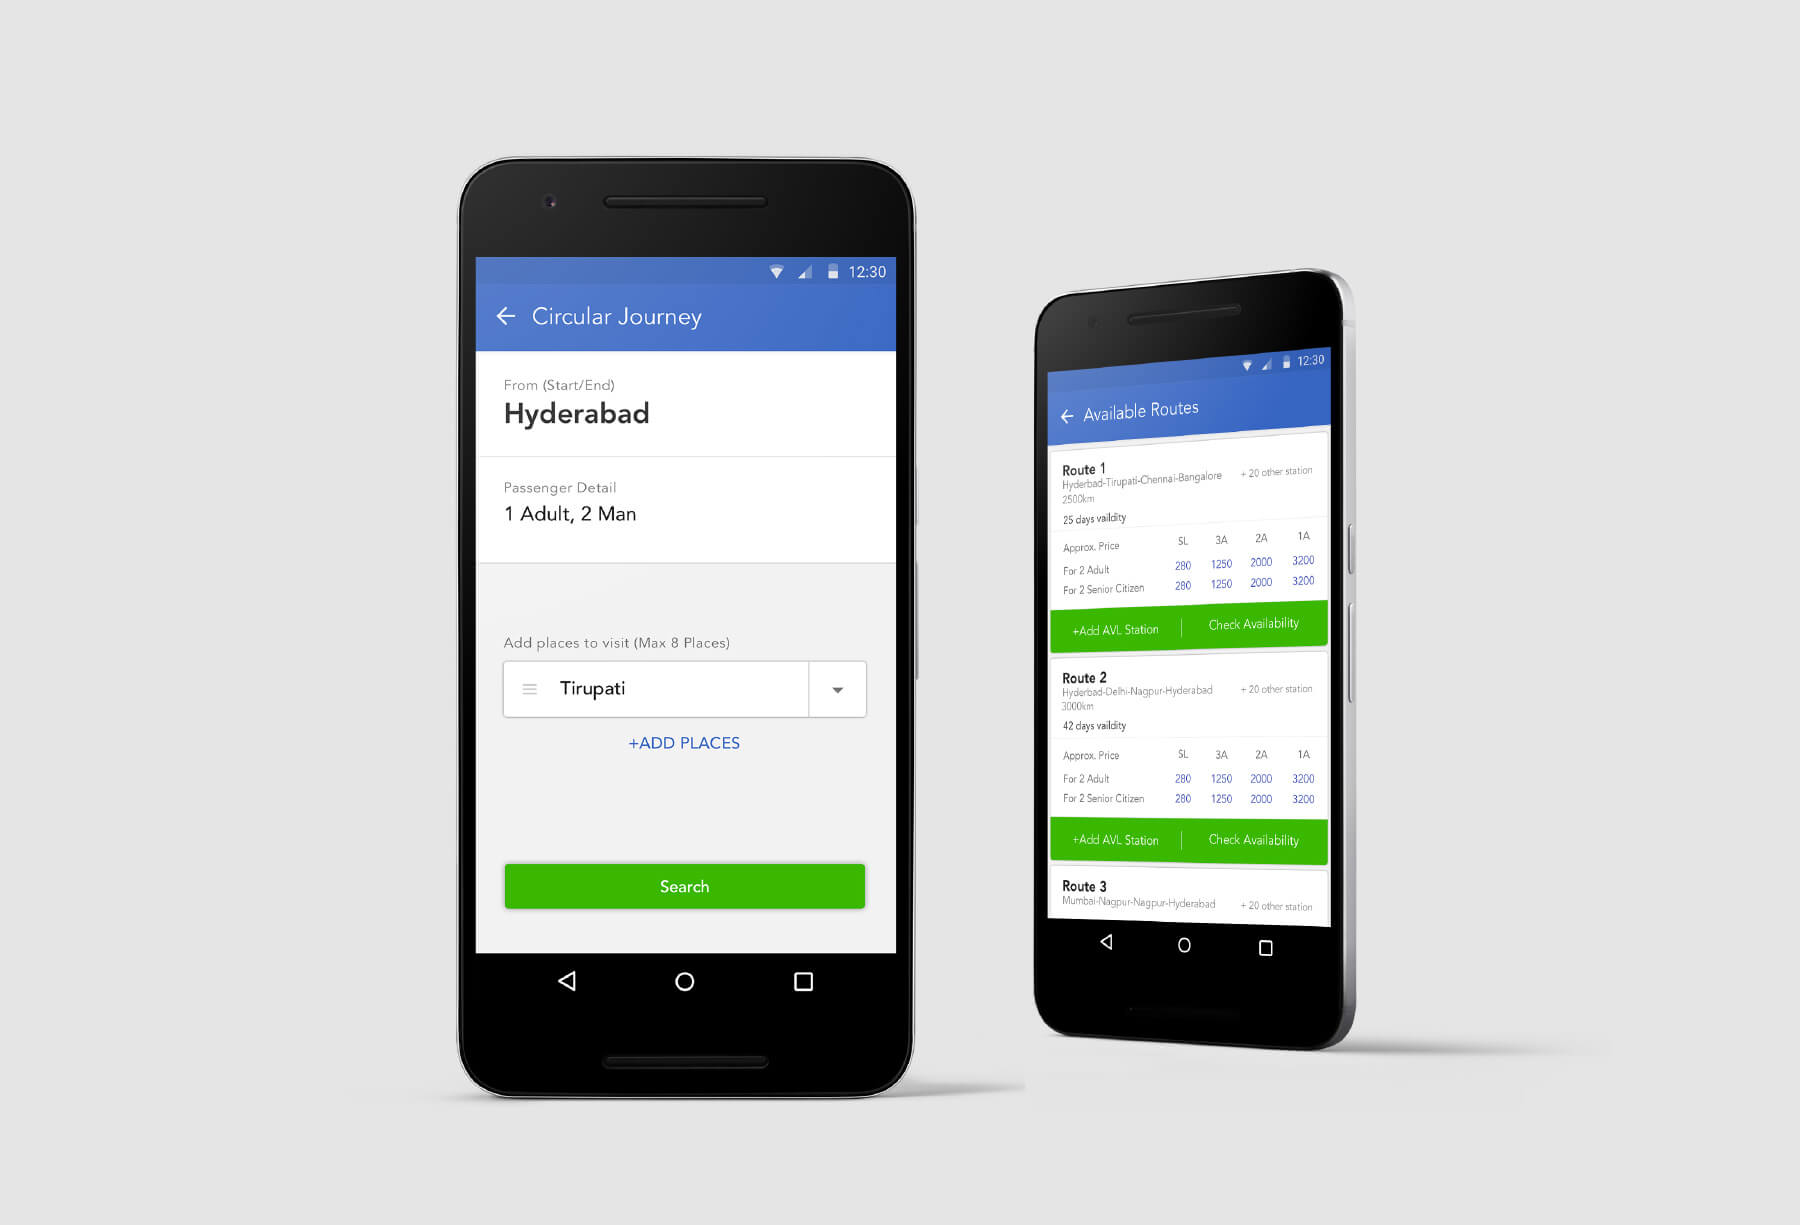 12:30
Circular Journey
From (Start/End)
Hyderabad
Passenger Detail
1 Adult, 2 Man
Add places to visit (Max 8 Places)
Tirupati
+ADD PLACES
Search
12:30
Available Routes
Route 1
Hyderbad-Tirupati-Chennai-Bangalore + 20 other station
2500km
25 days vaildity
Approx. Price SL 3A 2A 1A
For 2 Adult 280 1250 2000 3200
For 2 Senior Citizen 280 1250 2000 3200
+Add AVL Station Check Availability
Route 2
Hyderbad-Delhi-Nagpur-Hyderabad + 20 other station
3000km
42 days vaildity
Approx. Price SL 3A 2A 1A
For 2 Adult 280 1250 2000 3200
For 2 Senior Citizen 280 1250 2000 3200
+Add AVL Station Check Availability
Route 3
Mumbai-Nagpur-Nagpur-Hyderabad + 20 other station